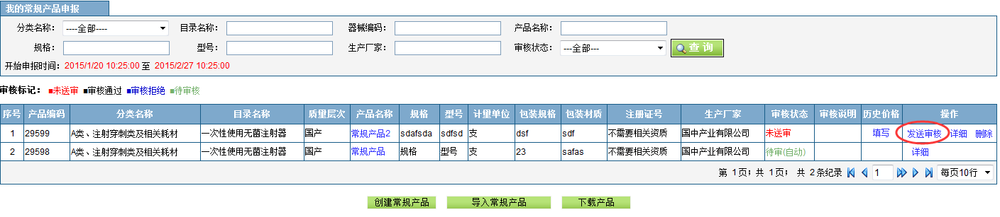 我的常规产品申报
分类名称： ----全部---- 目录名称： 器械编码： 产品名称：
规格： 型号： 生产厂家： 审核状态： ---全部--- 查 询
开始申报时间：2015/1/20 10:25:00 至 2015/2/27 10:25:00
审核标记： ■未送审 ■审核通过 ■审核拒绝 ■待审核
序号 产品编码 分类名称 目录名称 质量层次 产品名称 规格 型号 计量单位 包装规格 包装材质 注册证号 生产厂家 审核状态 审核说明 历史价格 操作
1 29599 A类、注射穿刺类及相关耗材 一次性使用无菌注射器 国产 常规产品2 sdafsda sdfsd 支 dsf sdf 不需要相关资质 国中产业有限公司 未送审 填写 发送审核 详细 删除
2 29598 A类、注射穿刺类及相关耗材 一次性使用无菌注射器 国产 常规产品 规格 型号 支 23 safas 不需要相关资质 国中产业有限公司 待审(自动) 详细
第 1页；共 1页； 共 2条纪录 1 每页10行
创建常规产品 导入常规产品 下载产品